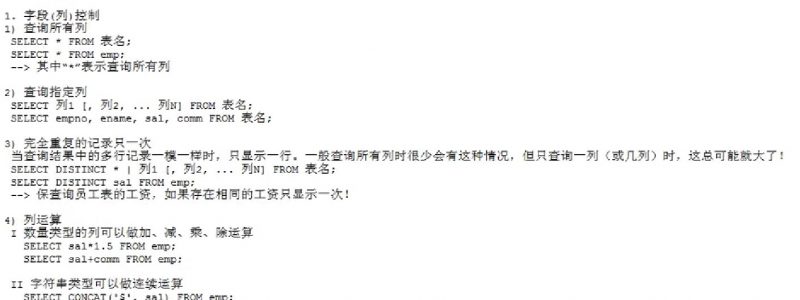 1. 字段(列)控制
1) 查询所有列
SELECT * FROM 表名;
SELECT * FROM emp;
--> 其中“*”表示查询所有列
2) 查询指定列
SELECT 列1 [, 列2, ... 列N] FROM 表名;
SELECT empno, ename, sal, comm FROM 表名;
3) 完全重复的记录只一次
当查询结果中的多行记录一模一样时，只显示一行。一般查询所有列时很少会有这种情况，但只查询一列（或几列）时，这总可能就大了！
SELECT DISTINCT * | 列1 [, 列2, ... 列N] FROM 表名;
SELECT DISTINCT sal FROM emp;
--> 保查询员工表的工资，如果存在相同的工资只显示一次！
4) 列运算
I 数量类型的列可以做加、减、乘、除运算
SELECT sal*1.5 FROM emp;
SELECT sal+comm FROM emp;
II 字符串类型可以做连续运算
SELECT CONCAT('$', sal) FROM emp;